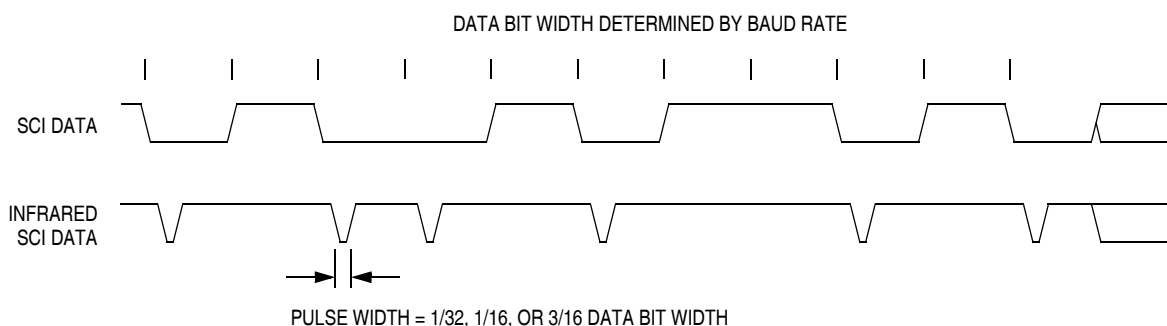 DATA BIT WIDTH DETERMINED BY BAUD RATE
SCI DATA
INFRARED
SCI DATA
PULSE WIDTH = 1/32, 1/16, OR 3/16 DATA BIT WIDTH